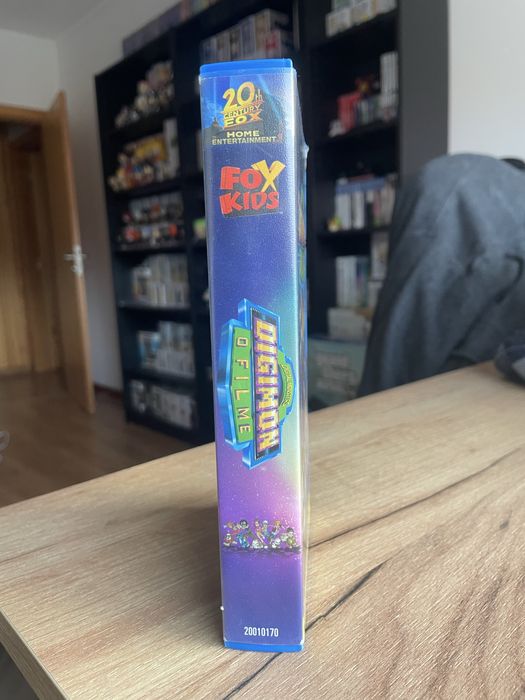 20th
CENTURY
FOX
HOME
ENTERTAINMENT
FOX
KIDS
DIGIMON
O FILME
20010170